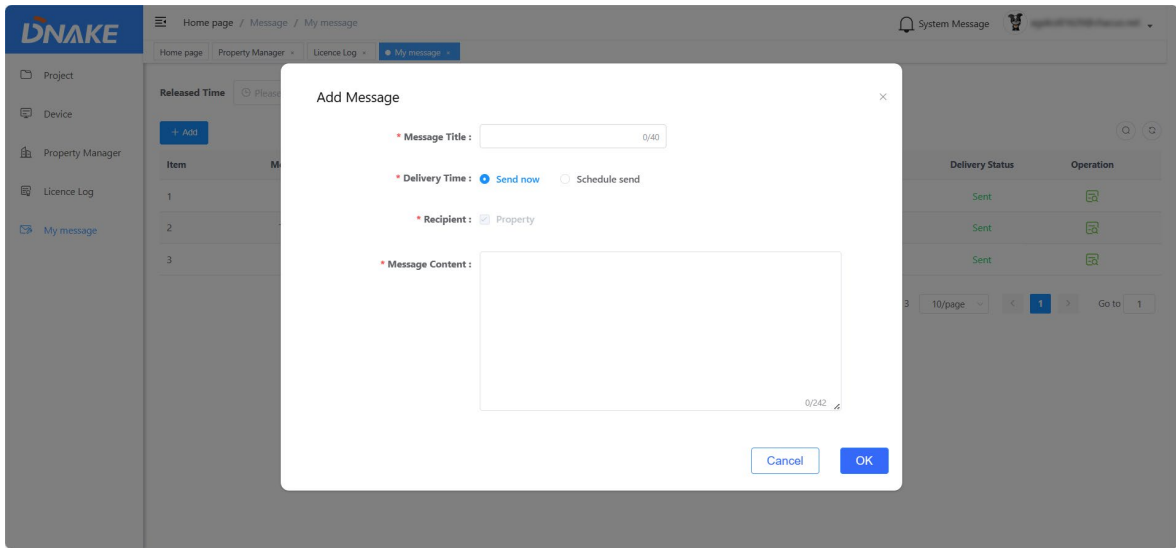 DNAKE
Home page / Message / My message
System Message
Home page Property Manager × Licence Log × My message ×
Project
Device
Property Manager
Licence Log
My message
Released Time
+ Add
Item
Delivery Status Operation
1 Sent
2 Sent
3 Sent
3 10/page < 1 > Go to 1
Add Message ×
* Message Title : 0/40
* Delivery Time : Send now Schedule send
* Recipient : Property
* Message Content :
0/242
Cancel OK